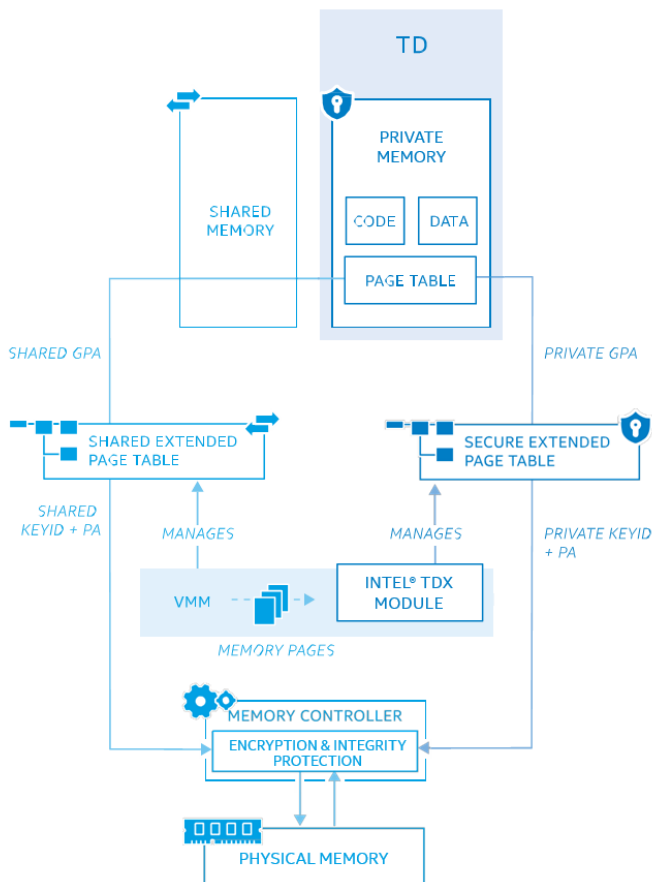 TD
PRIVATE
MEMORY
SHARED
MEMORY
CODE
DATA
PAGE TABLE
SHARED GPA
PRIVATE GPA
SHARED EXTENDED
PAGE TABLE
SECURE EXTENDED
PAGE TABLE
SHARED
KEYID + PA
MANAGES
MANAGES
PRIVATE KEYID
+ PA
VMM
INTEL® TDX
MODULE
MEMORY PAGES
MEMORY CONTROLLER
ENCRYPTION & INTEGRITY
PROTECTION
PHYSICAL MEMORY